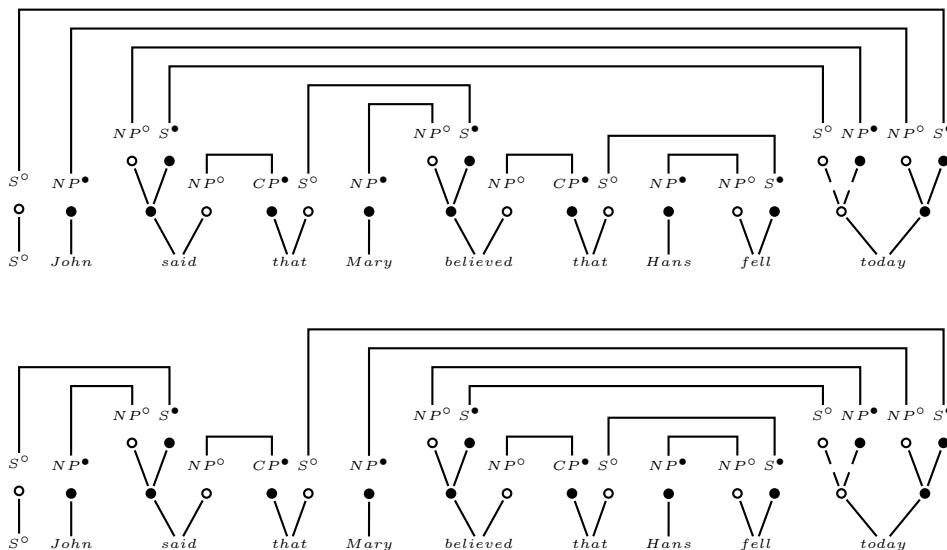 NP° S• NP° S• S° NP• NP° S•
S° NP• NP° CP• S° NP• NP° CP• S° NP• NP° S•
S° John said that Mary believed that Hans fell today
NP° S• NP° S• S° NP• NP° S•
S° NP• NP° CP• S° NP• NP° CP• S° NP• NP° S•
S° John said that Mary believed that Hans fell today